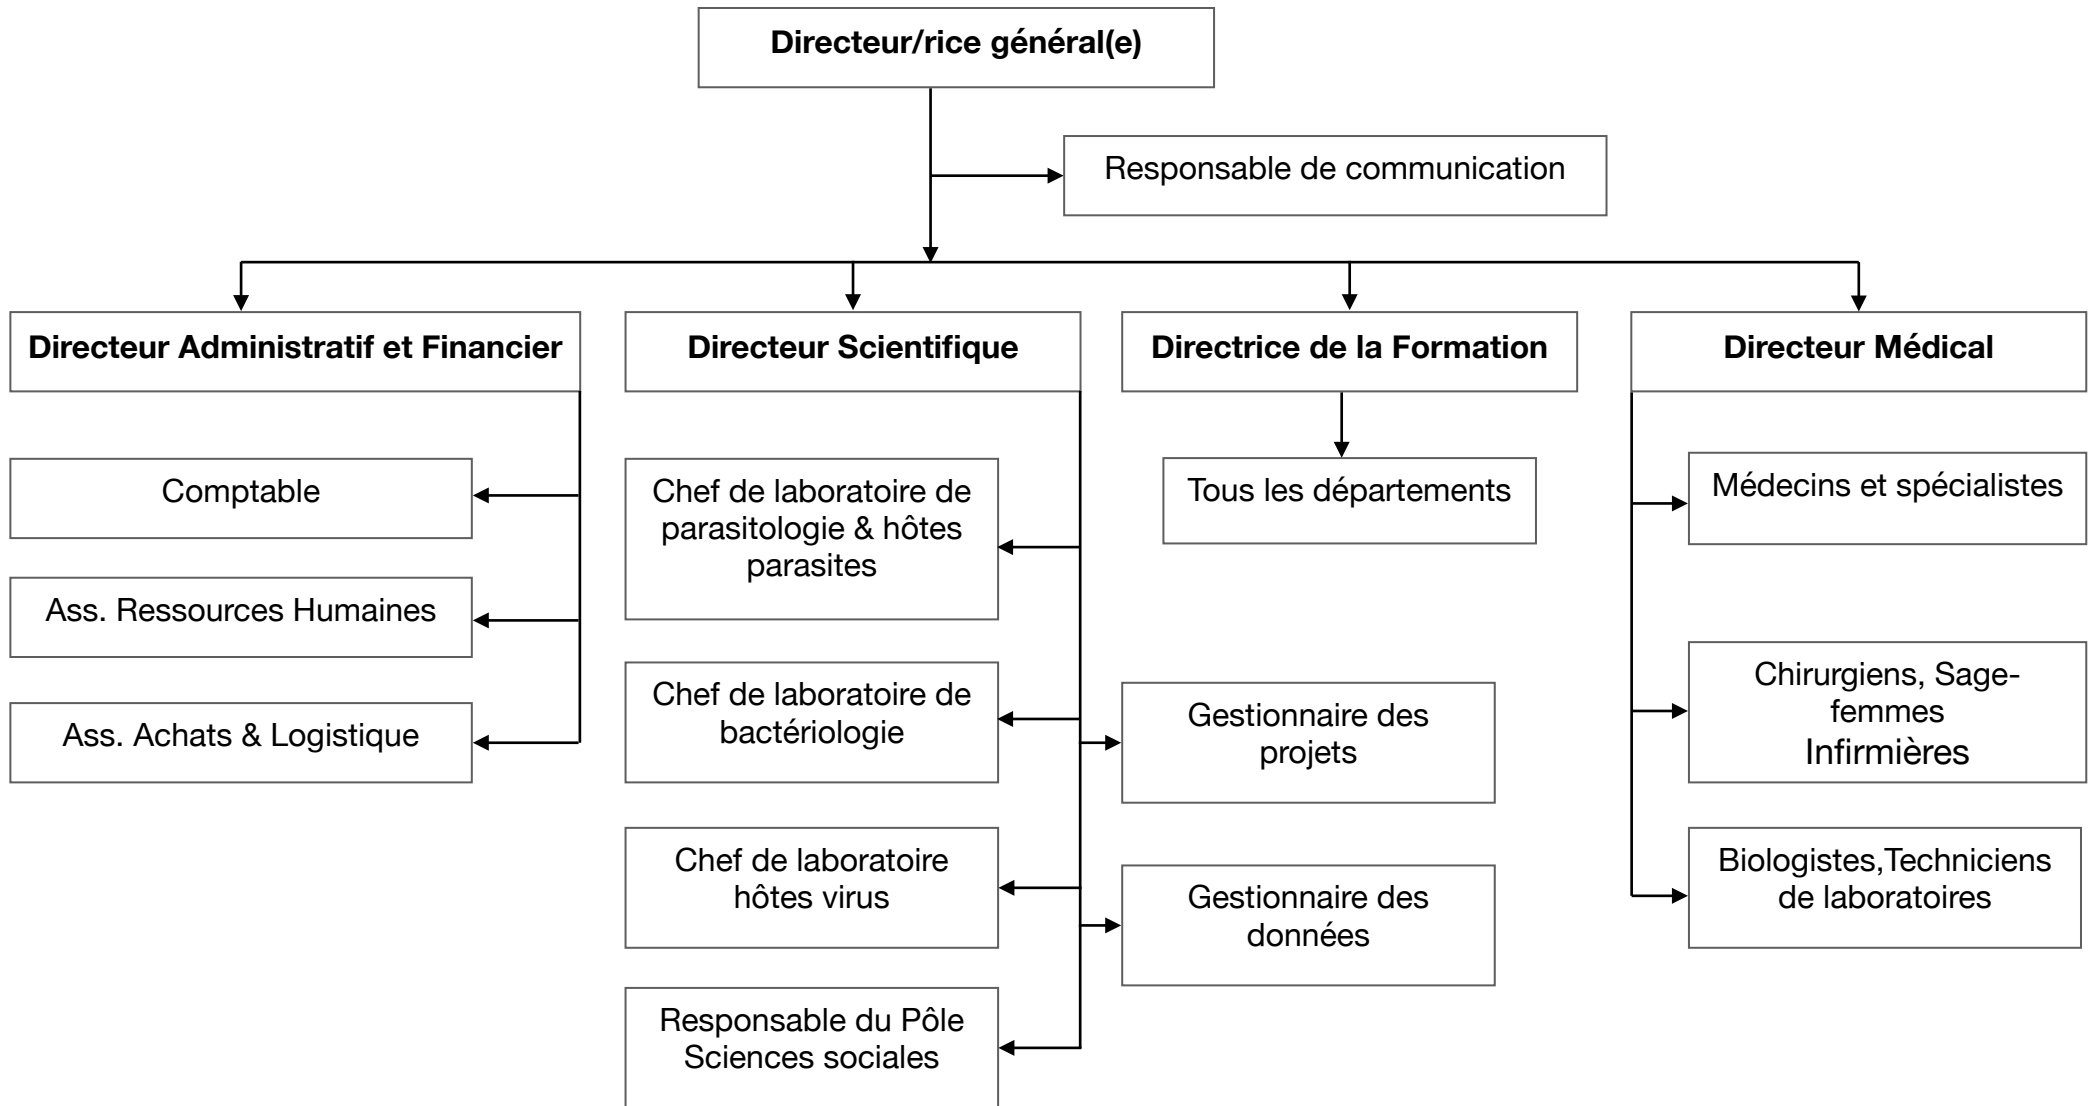 Directeur/rice général(e)
Responsable de communication
Directeur Administratif et Financier
Directeur Scientifique
Directrice de la Formation
Directeur Médical
Comptable
Ass. Ressources Humaines
Ass. Achats & Logistique
Chef de laboratoire de
parasitologie & hôtes
parasites
Chef de laboratoire de
bactériologie
Chef de laboratoire
hôtes virus
Responsable du Pôle
Sciences sociales
Tous les départements
Gestionnaire des
projets
Gestionnaire des
données
Médecins et spécialistes
Chirurgiens, Sage-
femmes
Infirmières
Biologistes,Techniciens
de laboratoires